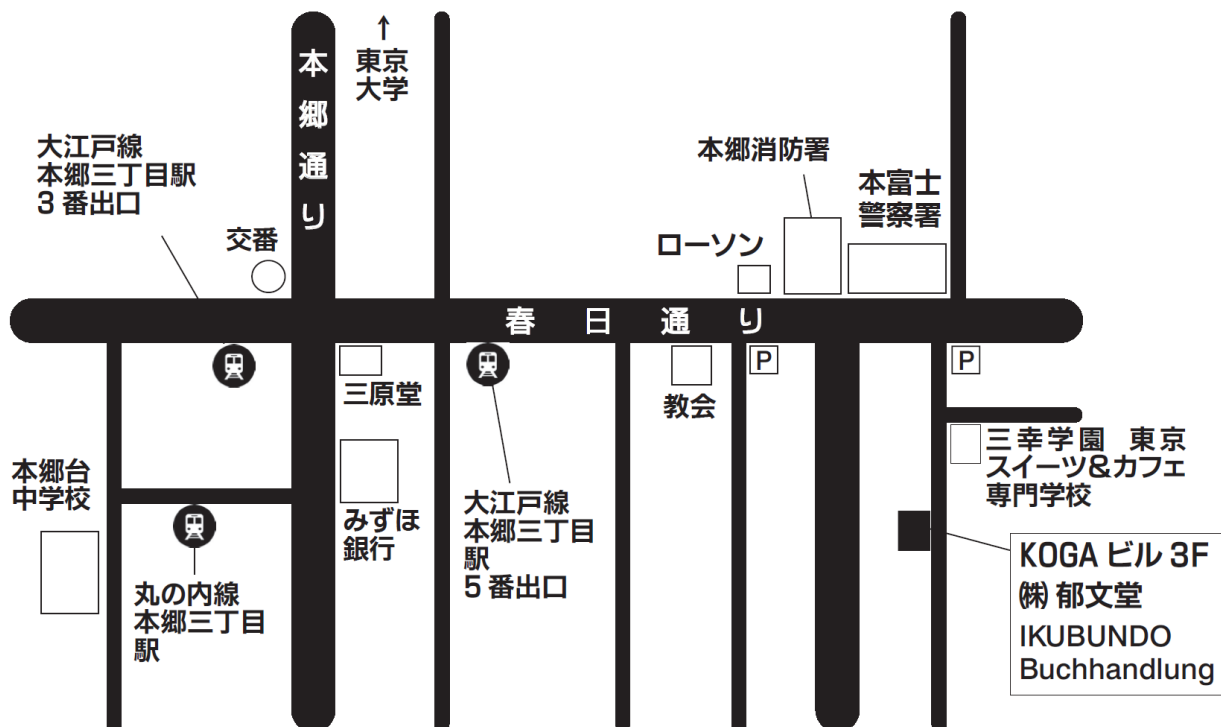 ↑
東京
大学
本郷通り
大江戸線
本郷三丁目駅
3番出口
交番
本郷消防署
本富士
警察署
ローソン
春日通り
三原堂
教会
P
P
本郷台
中学校
みずほ
銀行
大江戸線
本郷三丁目
駅
5番出口
丸の内線
本郷三丁目
駅
三幸学園 東京
スイーツ&カフェ
専門学校
KOGAビル 3F
㈱郁文堂
IKUBUNDO
Buchhandlung